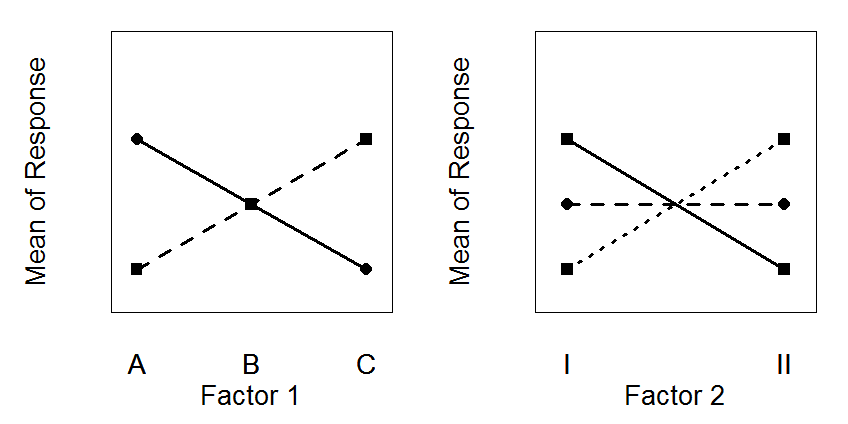 Mean of Response
A B C
Factor 1
Mean of Response
I II
Factor 2